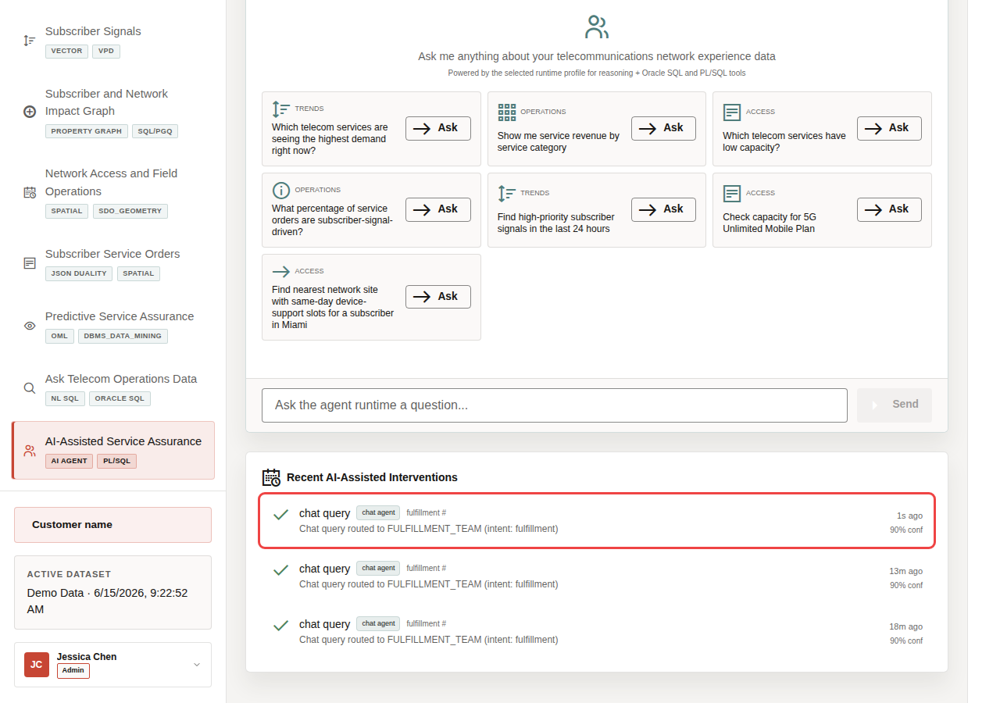 Subscriber Signals
VECTOR VPD
Subscriber and Network
Impact Graph
PROPERTY GRAPH SQL/PGQ
Network Access and Field
Operations
SPATIAL SDO_GEOMETRY
Subscriber Service Orders
JSON DUALITY SPATIAL
Predictive Service Assurance
OML DBMS_DATA_MINING
Ask Telecom Operations Data
NL SQL ORACLE SQL
AI-Assisted Service Assurance
AI AGENT PL/SQL
Customer name
ACTIVE DATASET
Demo Data · 6/15/2026, 9:22:52
AM
JC
Jessica Chen
Admin
Ask me anything about your telecommunications network experience data
Powered by the selected runtime profile for reasoning + Oracle SQL and PL/SQL tools
TRENDS
Which telecom services are
seeing the highest demand
right now?
Ask
OPERATIONS
Show me service revenue by
service category
Ask
ACCESS
Which telecom services have
low capacity?
Ask
OPERATIONS
What percentage of service
orders are subscriber-signal-
driven?
Ask
TRENDS
Find high-priority subscriber
signals in the last 24 hours
Ask
ACCESS
Check capacity for 5G
Unlimited Mobile Plan
Ask
ACCESS
Find nearest network site
with same-day device-
support slots for a subscriber
in Miami
Ask
Ask the agent runtime a question...
Send
Recent AI-Assisted Interventions
chat query chat agent fulfillment # 1s ago
Chat query routed to FULFILLMENT_TEAM (intent: fulfillment) 90% conf
chat query chat agent fulfillment # 13m ago
Chat query routed to FULFILLMENT_TEAM (intent: fulfillment) 90% conf
chat query chat agent fulfillment # 18m ago
Chat query routed to FULFILLMENT_TEAM (intent: fulfillment) 90% conf